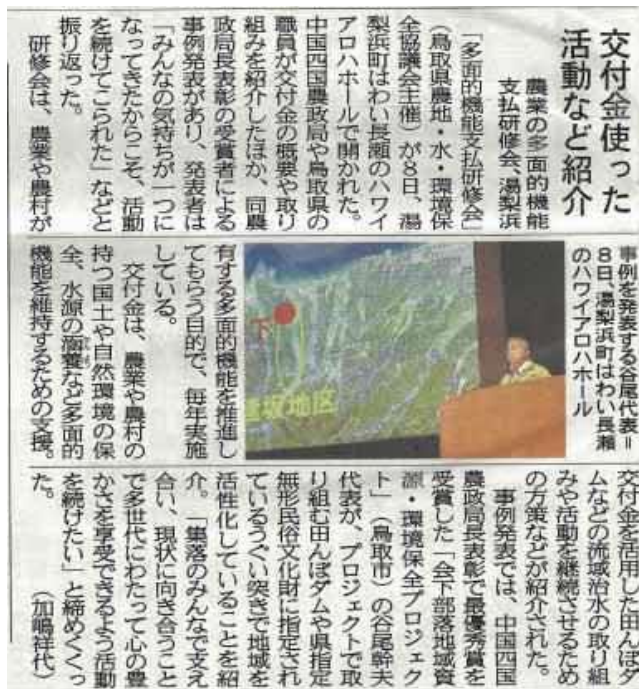 交付金使った
活動など紹介
農業の多面的機能
支払研修会、湯梨浜
「多面的機能支払研修会」
(鳥取県農地・水・環境保
全協議会主催)が8日、湯
梨浜町はわい長瀬のハワイ
アロハホールで開かれた。
中国四国農政局や鳥取県の
職員が交付金の概要や取り
組みを紹介したほか、同農
政局長表彰の受賞者による
事例発表があり、発表者は
「みんなの気持ちが一つに
なってきたからこそ、活動
を続けてこられた」などと
振り返った。
研修会は、農業や農村が
有する多面的機能を推進し
てもらう目的で、毎年実施
している。
交付金は、農業や農村の
持つ国土や自然環境の保
全、水源の涵養など多面的
機能を維持するための支援。
事例を発表する谷尾代表=
8日、湯梨浜町はわい長瀬
のハワイアロハホール
下
坂地区
交付金を活用した田んぼダ
ムなどの流域治水の取り組
みや活動を継続させるため
の方策などが紹介された。
事例発表では、中国四国
農政局長表彰で最優秀賞を
受賞した「会下部落地域資
源・環境保全プロジェク
ト」(鳥取市)の谷尾幹夫
代表が、プロジェクトで取
り組む田んぼダムや県指定
無形民俗文化財に指定され
ているうぐい突きで地域を
活性化していることを紹
介。「集落のみんなで支え
合い、現状に向き合うこと
で多世代にわたって心の豊
かさを享受できるよう活動
を続けたい」と締めくくっ
た。
(加嶋祥代)